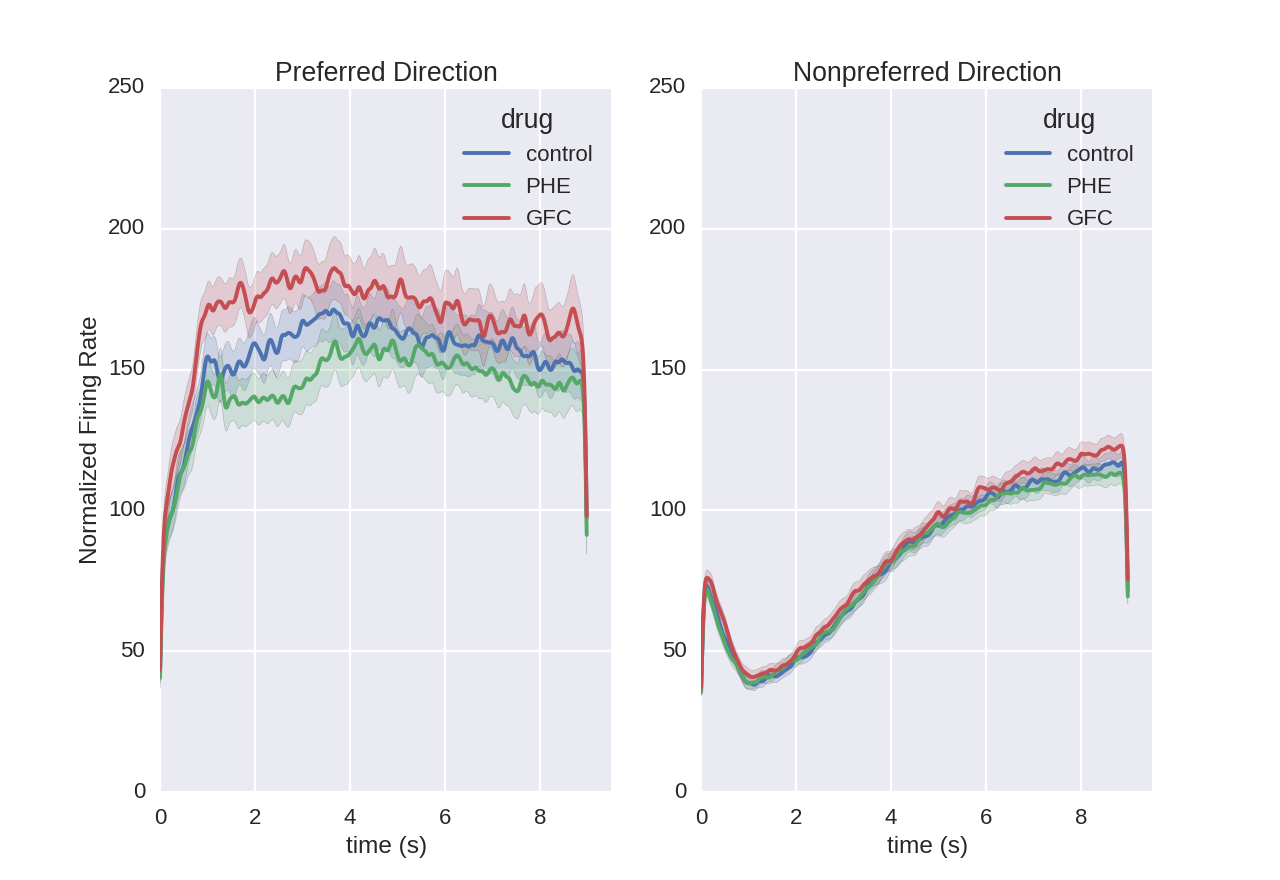 Preferred Direction
250
200
150
100
50
0
Normalized Firing Rate
drug
control
PHE
GFC
0 2 4 6 8
time (s)
Nonpreferred Direction
250
200
150
100
50
0
drug
control
PHE
GFC
0 2 4 6 8
time (s)